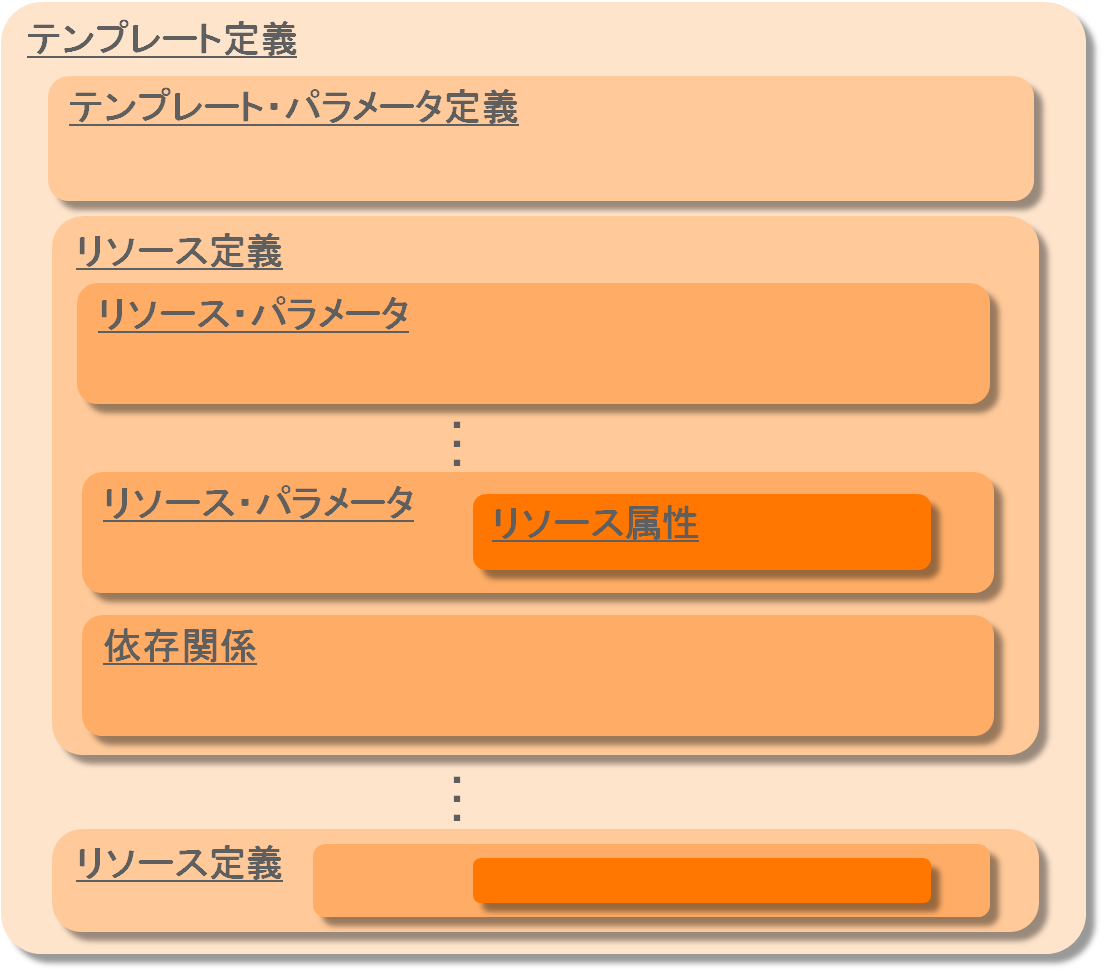 テンプレート定義
テンプレート・パラメータ定義
リソース定義
リソース・パラメータ
⋮
リソース・パラメータ
リソース属性
依存関係
⋮
リソース定義